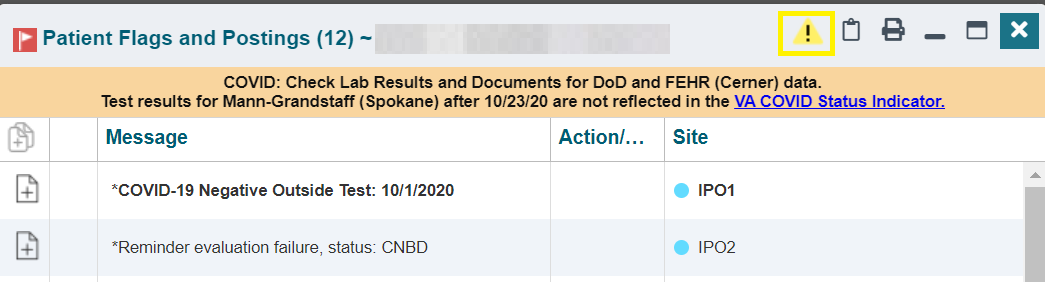 Patient Flags and Postings (12) ~
COVID: Check Lab Results and Documents for DoD and FEHR (Cerner) data.
Test results for Mann-Grandstaff (Spokane) after 10/23/20 are not reflected in the VA COVID Status Indicator.
Message Action/... Site
*COVID-19 Negative Outside Test: 10/1/2020 IPO1
*Reminder evaluation failure, status: CNBD IPO2